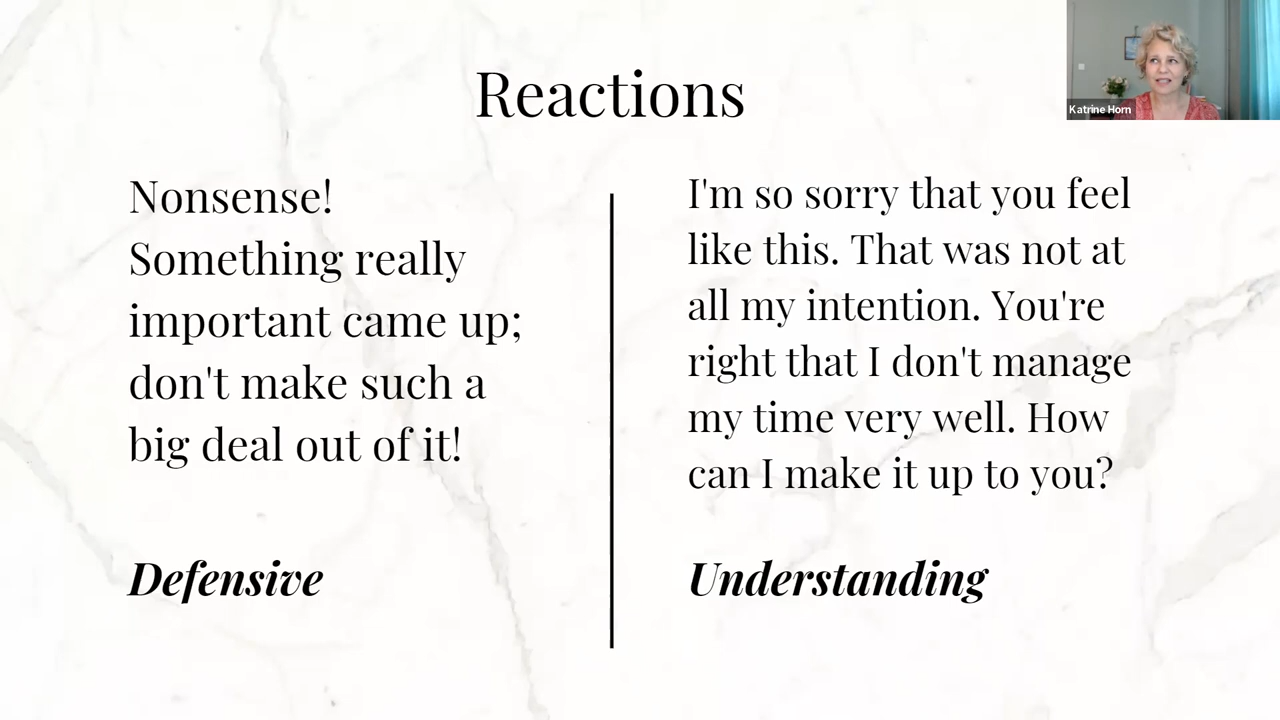 Reactions
Katrine Horn
Nonsense!
Something really
important came up;
don't make such a
big deal out of it!
Defensive
I'm so sorry that you feel
like this. That was not at
all my intention. You're
right that I don't manage
my time very well. How
can I make it up to you?
Understanding